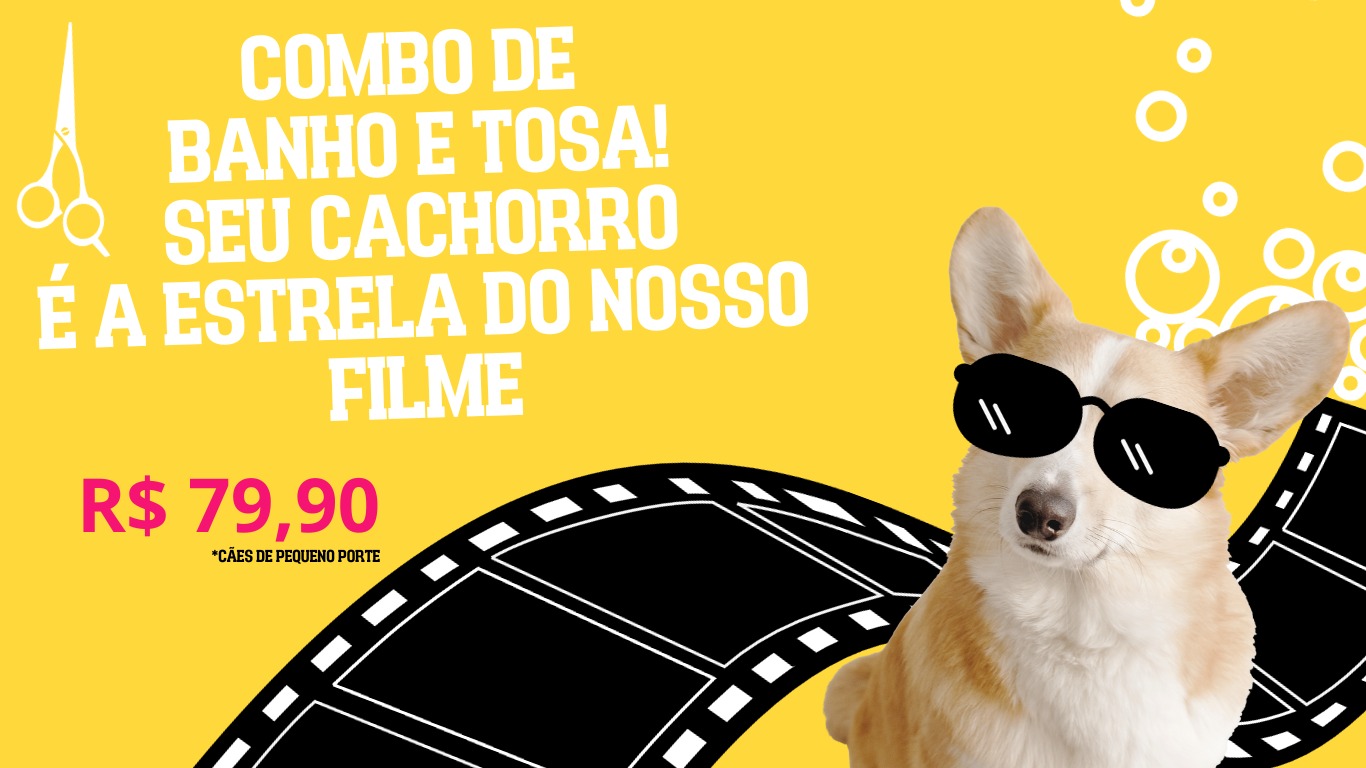 COMBO DE
BANHO E TOSA!
SEU CACHORRO
É A ESTRELA DO NOSSO
FILME
R$ 79,90
*CÃES DE PEQUENO PORTE